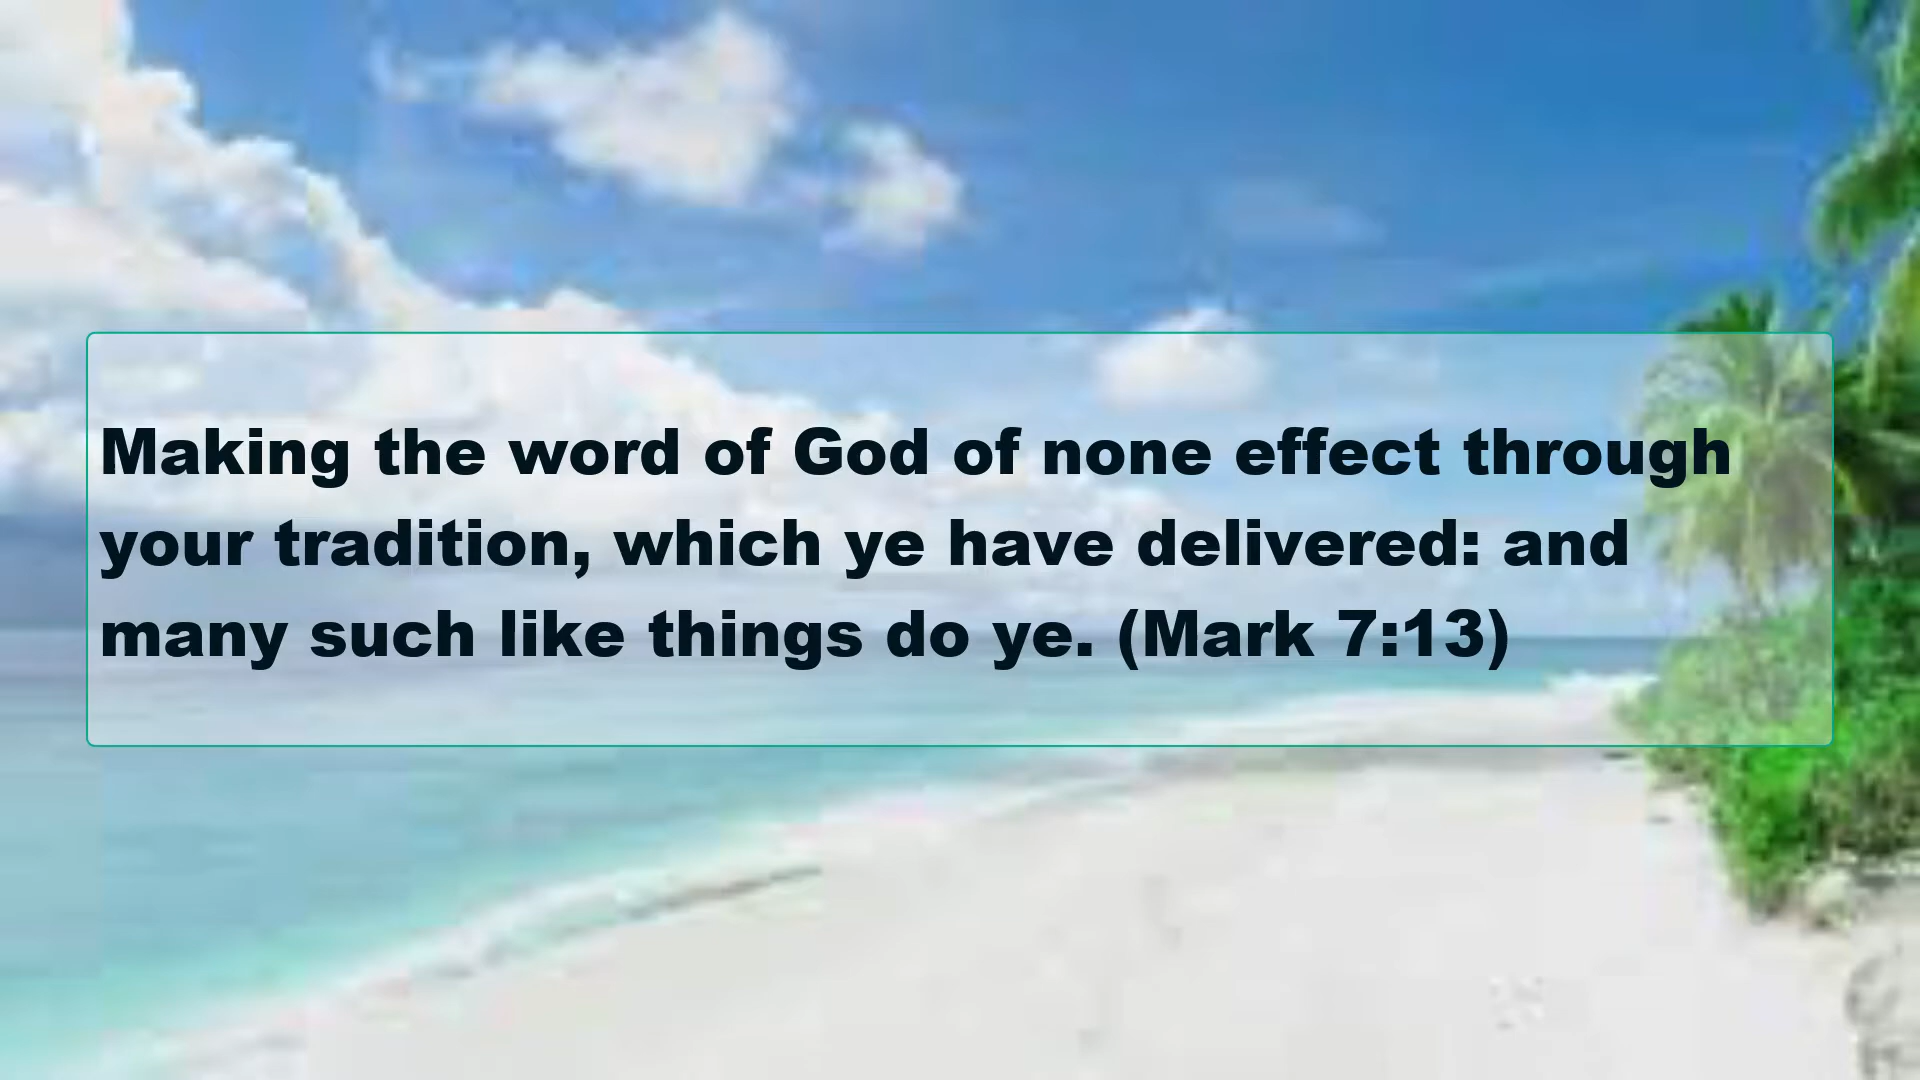 Making the word of God of none effect through
your tradition, which ye have delivered: and
many such like things do ye. (Mark 7:13)